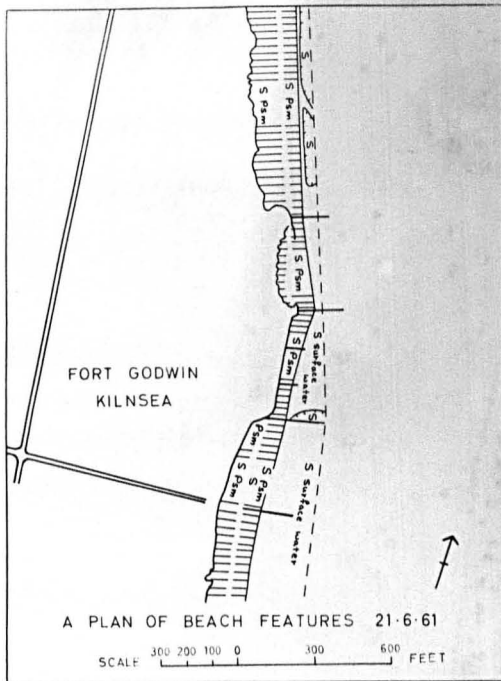 S
S Psm
S Psm
S
S Psm
S Psm
S Surface water
FORT GODWIN
KILNSEA
S
Psm
S Psm
S
S Psm
S Surface water
A PLAN OF BEACH FEATURES 21·6·61
SCALE 300 200 100 0 300 600 FEET